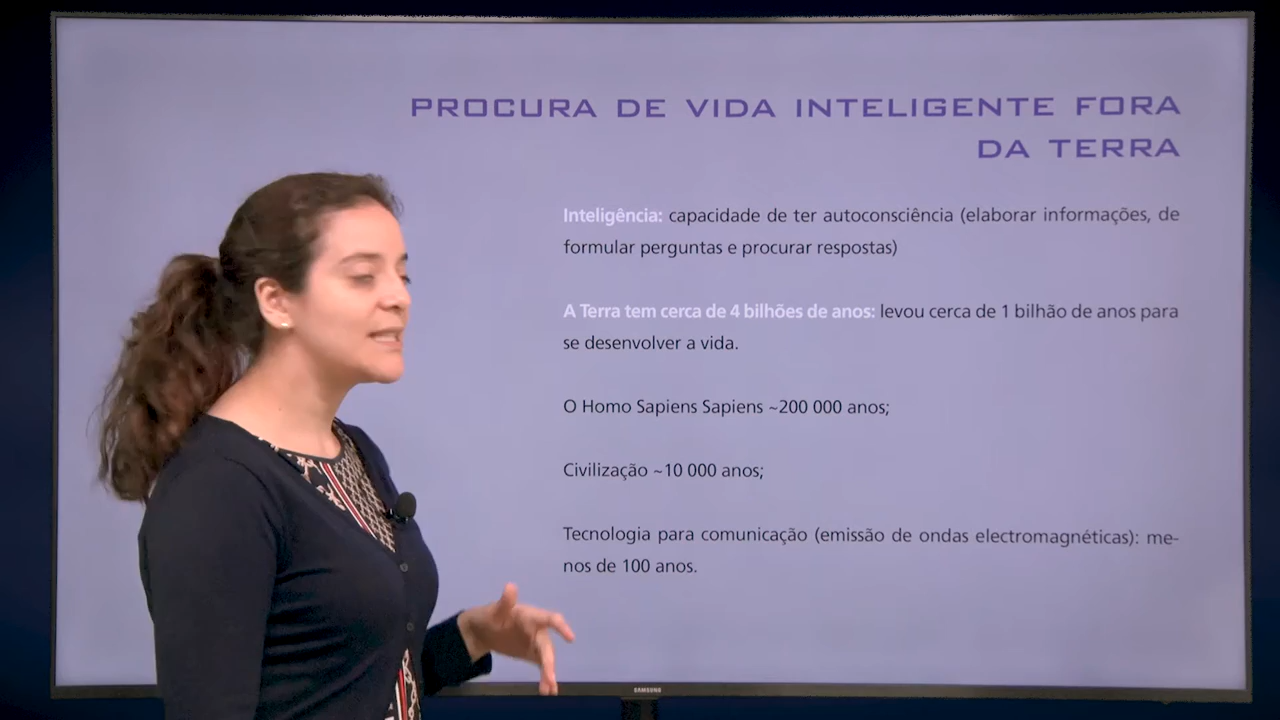 PROCURA DE VIDA INTELIGENTE FORA
DA TERRA
Inteligência: capacidade de ter autoconsciência (elaborar informações, de
formular perguntas e procurar respostas)
A Terra tem cerca de 4 bilhões de anos: levou cerca de 1 bilhão de anos para
se desenvolver a vida.
O Homo Sapiens Sapiens ~200 000 anos;
Civilização ~10 000 anos;
Tecnologia para comunicação (emissão de ondas electromagnéticas): me-
nos de 100 anos.
SAMSUNG